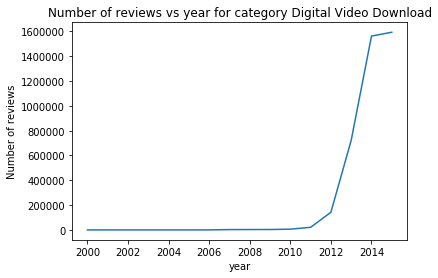 Number of reviews vs year for category Digital Video Download
1600000
1400000
1200000
1000000
800000
600000
400000
200000
0
Number of reviews
2000 2002 2004 2006 2008 2010 2012 2014
year